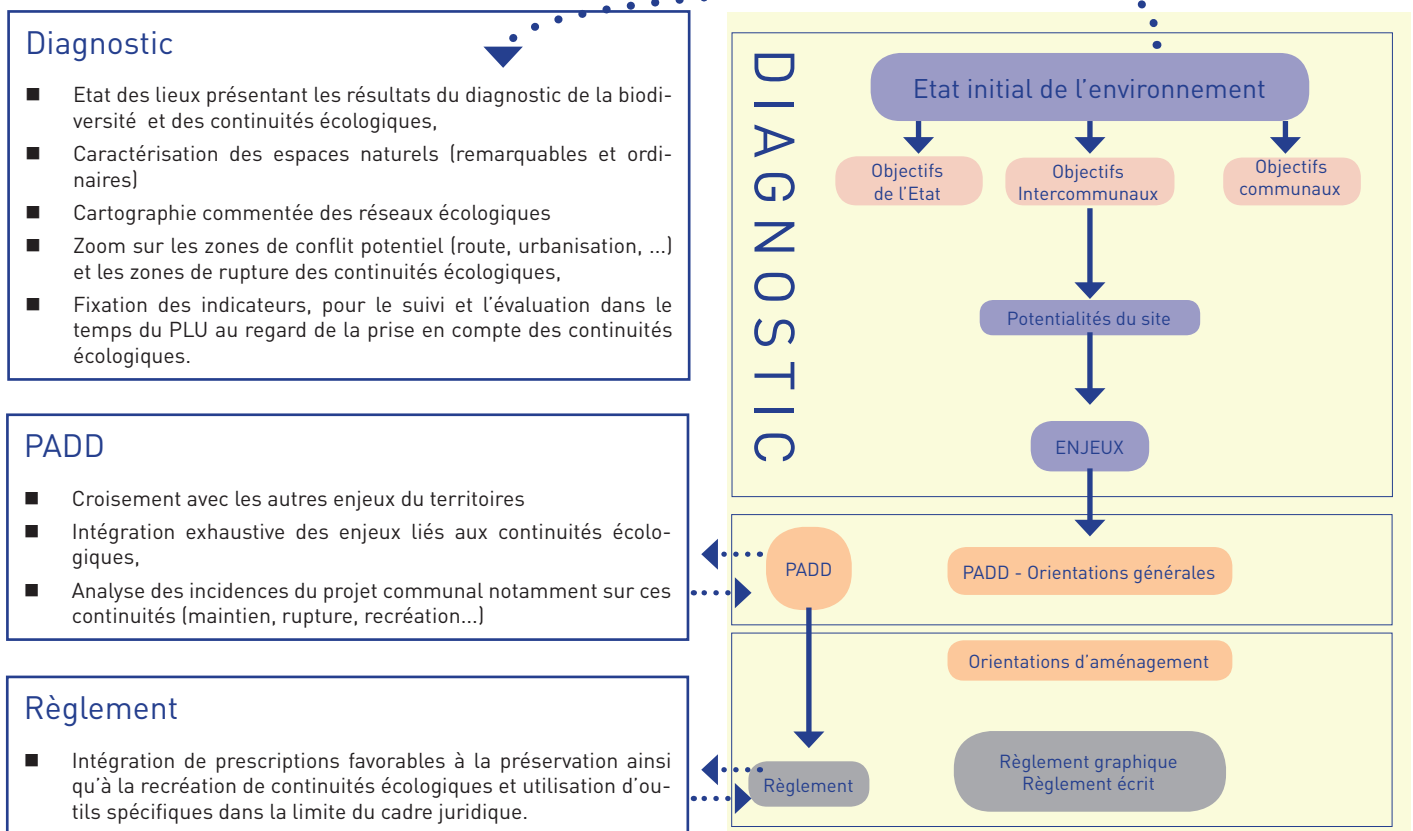 Diagnostic
■ Etat des lieux présentant les résultats du diagnostic de la biodi-
versité et des continuités écologiques,
■ Caractérisation des espaces naturels (remarquables et ordi-
naires)
■ Cartographie commentée des réseaux écologiques
■ Zoom sur les zones de conflit potentiel (route, urbanisation, ...)
et les zones de rupture des continuités écologiques,
■ Fixation des indicateurs, pour le suivi et l'évaluation dans le
temps du PLU au regard de la prise en compte des continuités
écologiques.
PADD
■ Croisement avec les autres enjeux du territoires
■ Intégration exhaustive des enjeux liés aux continuités écolo-
giques,
■ Analyse des incidences du projet communal notamment sur ces
continuités (maintien, rupture, recréation...)
Règlement
■ Intégration de prescriptions favorables à la préservation ainsi
qu'à la recréation de continuités écologiques et utilisation d'ou-
tils spécifiques dans la limite du cadre juridique.
DIAGNOSTIC
Etat initial de l'environnement
Objectifs
de l'Etat
Objectifs
Intercommunaux
Objectifs
communaux
Potentialités du site
ENJEUX
PADD
PADD - Orientations générales
Orientations d'aménagement
Règlement
Règlement graphique
Règlement écrit